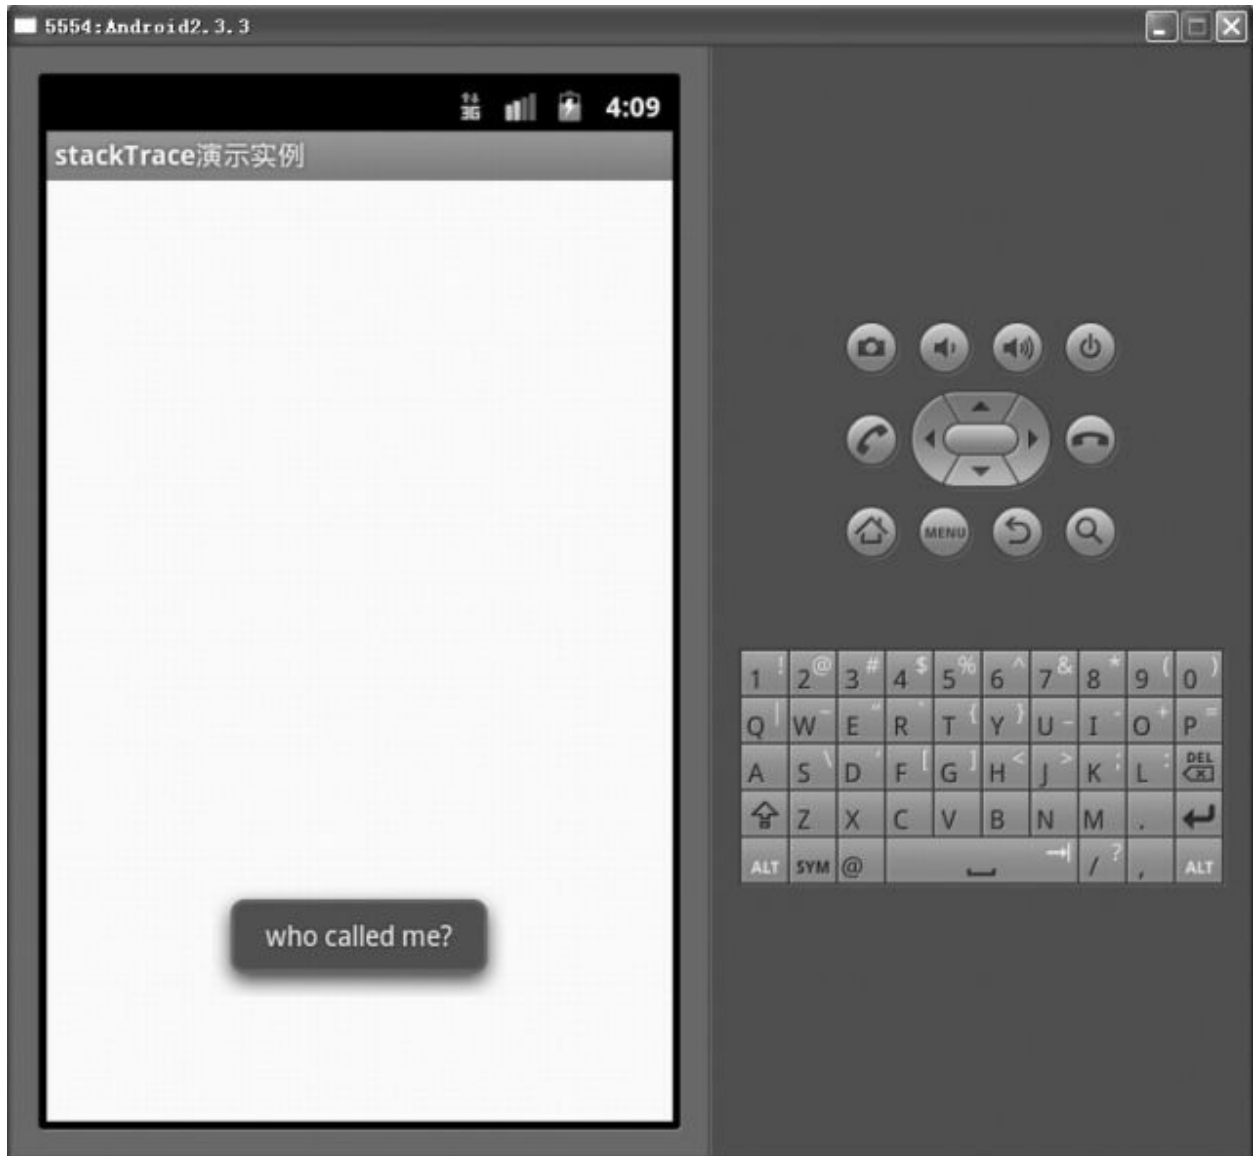 5554:Android2.3.3
3G 4:09
stackTrace演示实例
who called me?
MENU
1 ! 2 @ 3 # 4 $ 5 % 6 ^ 7 & 8 * 9 ( 0 )
Q | W ~ E " R ` T { Y } U _ I - O + P =
A S \ D ' F [ G ] H < J > K ; L : DEL
Z X C V B N M .
ALT SYM @ / ? , ALT